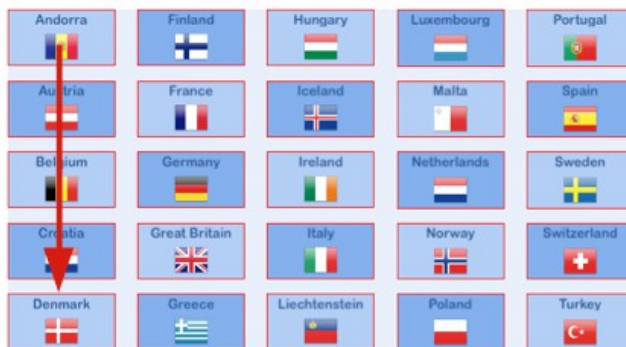 Andorra Finland Hungary Luxembourg Portugal
Austria France Iceland Malta Spain
Belgium Germany Ireland Netherlands Sweden
Croatia Great Britain Italy Norway Switzerland
Denmark Greece Liechtenstein Poland Turkey